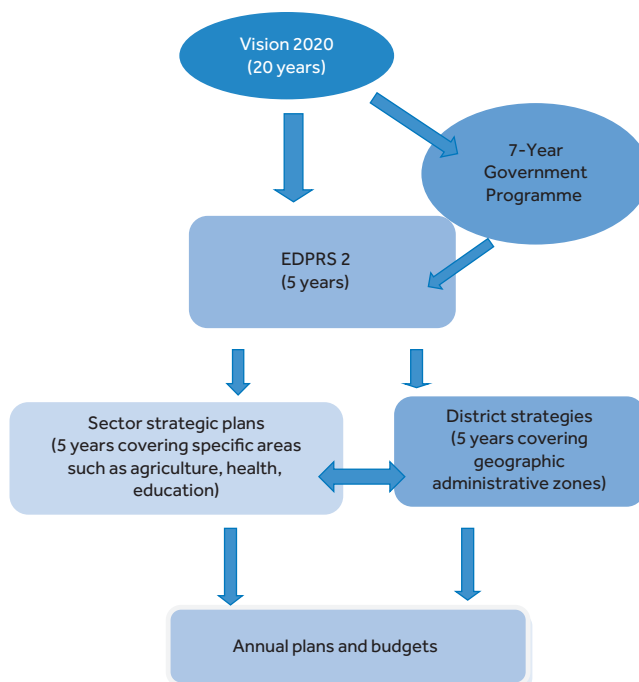 Vision 2020
(20 years)
7-Year
Government
Programme
EDPRS 2
(5 years)
Sector strategic plans
(5 years covering specific areas
such as agriculture, health,
education)
District strategies
(5 years covering
geographic
administrative zones)
Annual plans and budgets